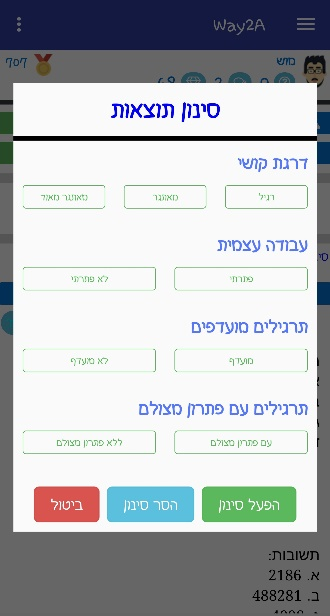 Way2A
מוש
סינון תוצאות
דרגת קושי
רגיל
מאתגר
מאתגר מאוד
עבודה עצמית
פתרתי
לא פתרתי
תרגילים מועדפים
מועדף
לא מועדף
תרגילים עם פתרון מצולם
עם פתרון מצולם
ללא פתרון מצולם
הפעל סינון
הסר סינון
ביטול
תשובות:
א. 2186
ב. 488281